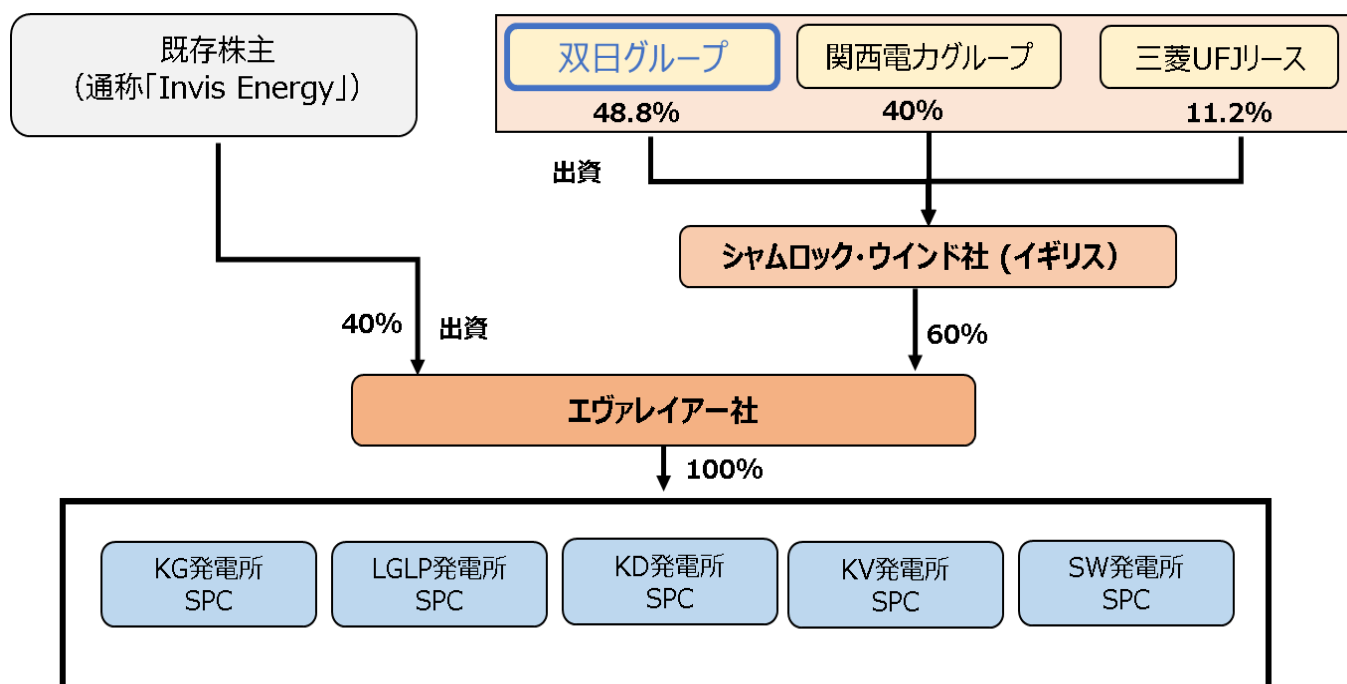 既存株主
（通称「Invis Energy」）
双日グループ
関西電力グループ
三菱UFJリース
48.8%
40%
11.2%
出資
シャムロック・ウインド社 (イギリス）
40%
出資
60%
エヴァレイアー社
100%
KG発電所
SPC
LGLP発電所
SPC
KD発電所
SPC
KV発電所
SPC
SW発電所
SPC